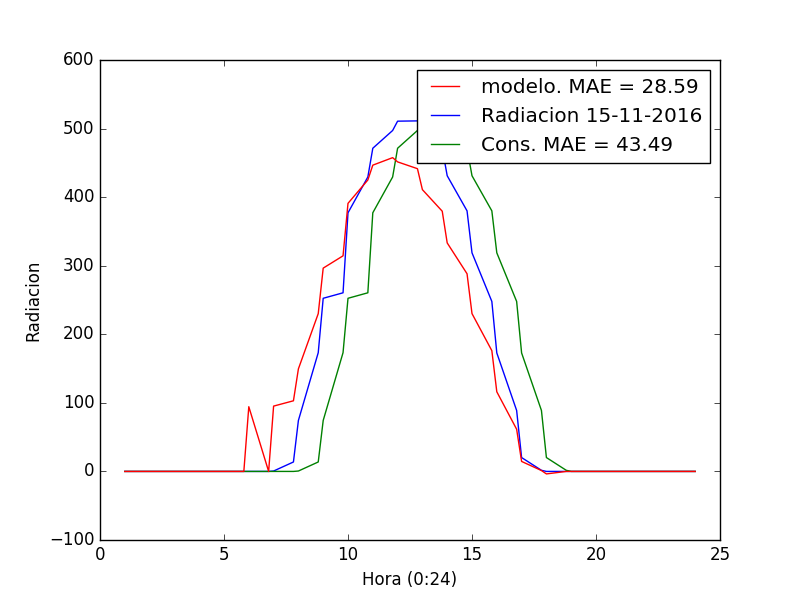 600
500
400
300
200
100
0
−100
0
5
10
15
20
25
Radiacion
Hora (0:24)
modelo. MAE = 28.59
Radiacion 15-11-2016
Cons. MAE = 43.49